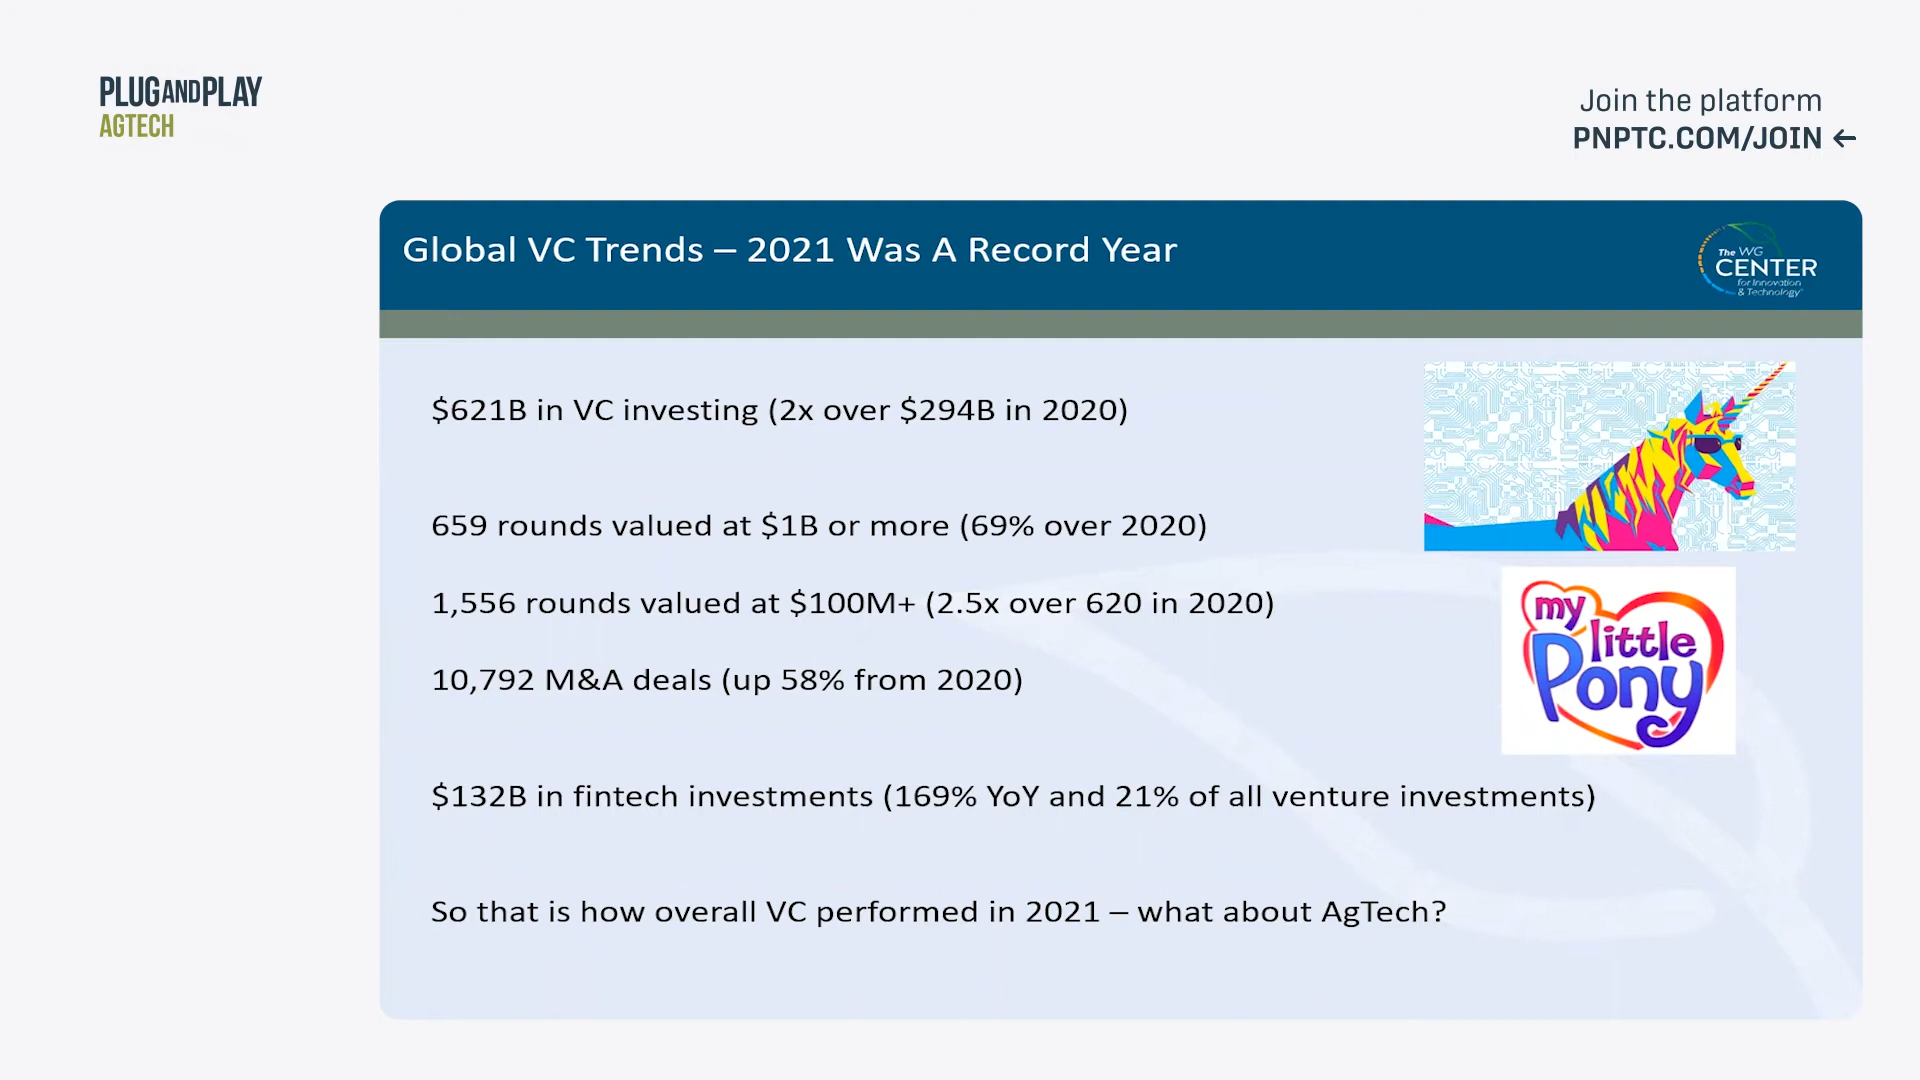 PLUGANDPLAY
AGTECH
Join the platform
PNPTC.COM/JOIN ←
Global VC Trends – 2021 Was A Record Year
The WG
CENTER
for Innovation
& Technology
$621B in VC investing (2x over $294B in 2020)
659 rounds valued at $1B or more (69% over 2020)
1,556 rounds valued at $100M+ (2.5x over 620 in 2020)
10,792 M&A deals (up 58% from 2020)
my
little
Pony
$132B in fintech investments (169% YoY and 21% of all venture investments)
So that is how overall VC performed in 2021 – what about AgTech?